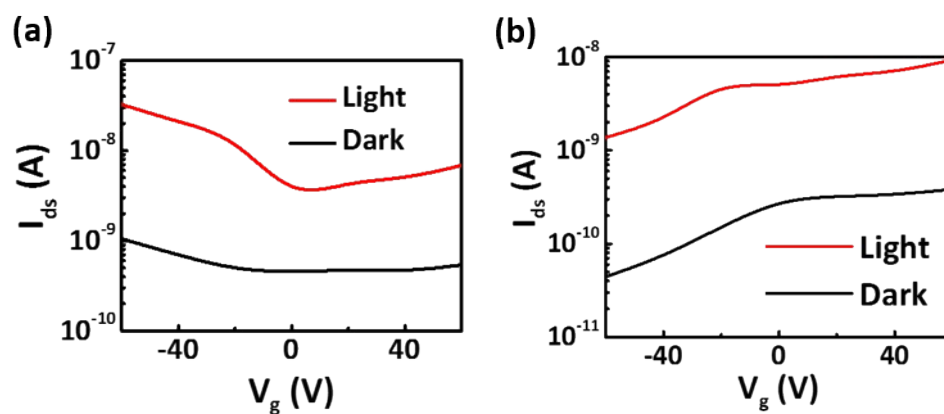 (a)
10⁻⁷
10⁻⁸
10⁻⁹
10⁻¹⁰
I_ds (A)
Light
Dark
-40 0 40
V_g (V)
(b)
10⁻⁸
10⁻⁹
10⁻¹⁰
10⁻¹¹
I_ds (A)
Light
Dark
-40 0 40
V_g (V)